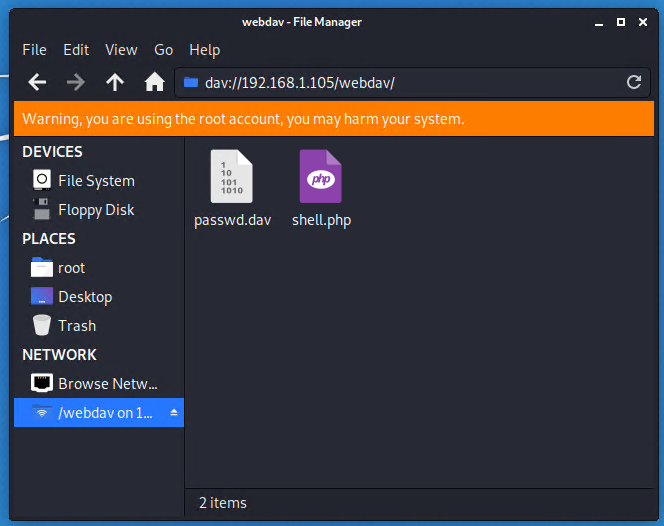 webdav - File Manager
File Edit View Go Help
dav://192.168.1.105/webdav/
Warning, you are using the root account, you may harm your system.
DEVICES
File System
Floppy Disk
PLACES
root
Desktop
Trash
NETWORK
Browse Netw...
/webdav on 1...
1
10
101
1010
passwd.dav
php
shell.php
2 items